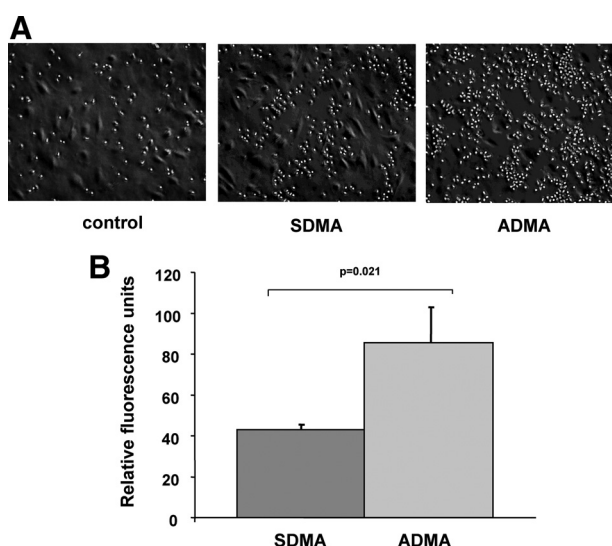 A
control
SDMA
ADMA
B
p=0.021
Relative fluorescence units
120
100
80
60
40
20
0
SDMA
ADMA